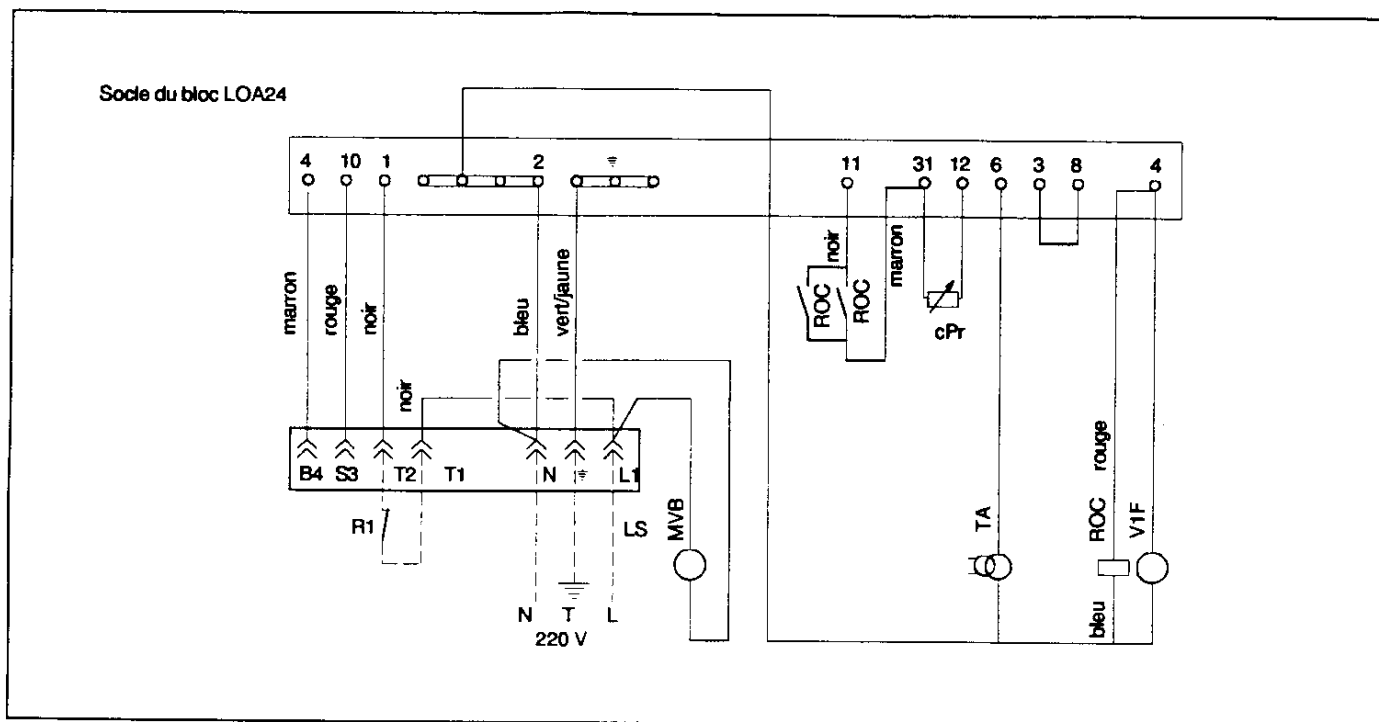 Socle du bloc LOA24
4 10 1 2 11 31 12 6 3 8 4
marron
rouge
noir
bleu
vert/jaune
noir
noir
marron
ROC
ROC
cPr
B4 S3 T2 T1 N L1
R1
LS
MVB
TA
rouge
ROC
V1F
bleu
N T L
220 V